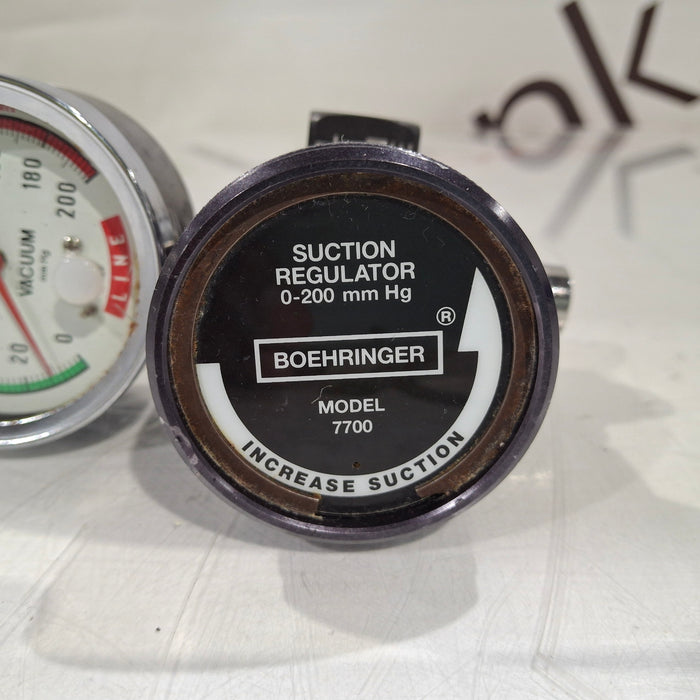 180
200
VACUUM
mm Hg
LINE
20
0
SUCTION
REGULATOR
0-200 mm Hg
®
BOEHRINGER
MODEL
7700
INCREASE SUCTION